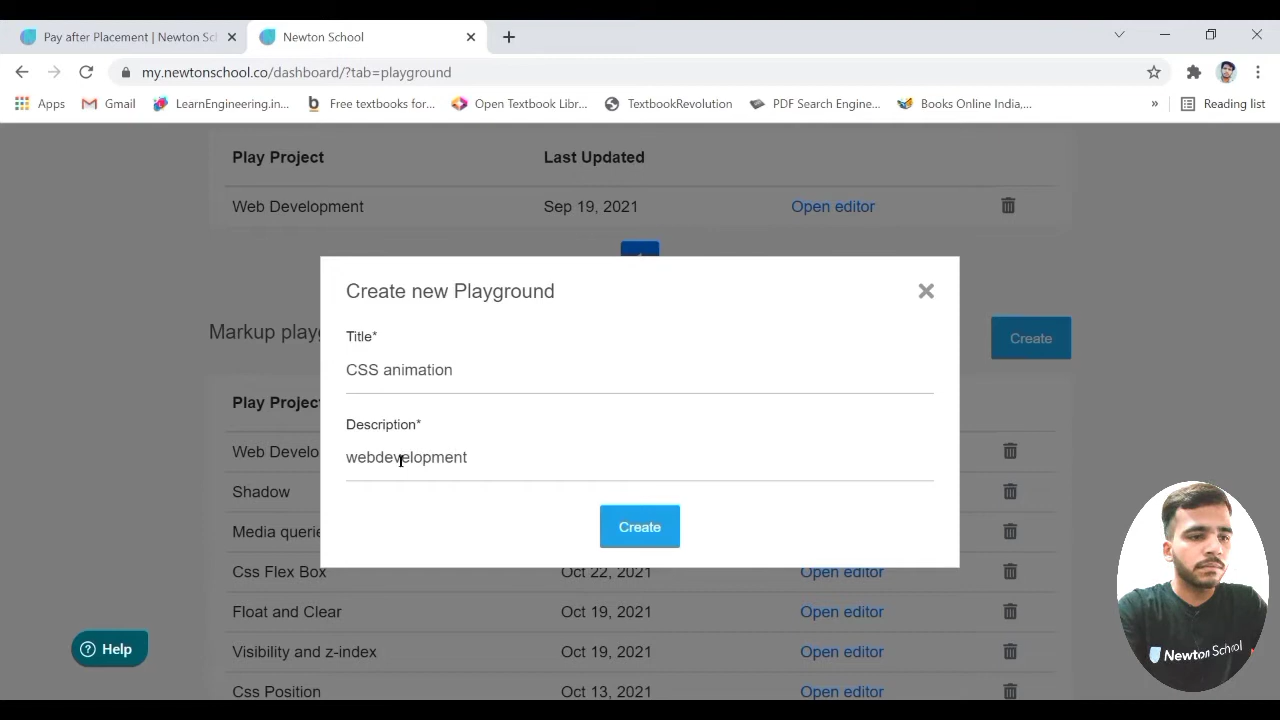 Pay after Placement | Newton Sc
Newton School
my.newtonschool.co/dashboard/?tab=playground
Apps
Gmail
LearnEngineering.in...
Free textbooks for...
Open Textbook Libr...
TextbookRevolution
PDF Search Engine...
Books Online India,...
»
Reading list
Play Project Last Updated
Web Development Sep 19, 2021 Open editor
Create new Playground
Title*
CSS animation
Description*
webdevelopment
Create
Markup play
Create
Play Project
Web Develo
Shadow
Media querie
Css Flex Box Oct 22, 2021 Open editor
Float and Clear Oct 19, 2021 Open editor
Visibility and z-index Oct 19, 2021 Open editor
Css Position Oct 13, 2021 Open editor
? Help
Newton School